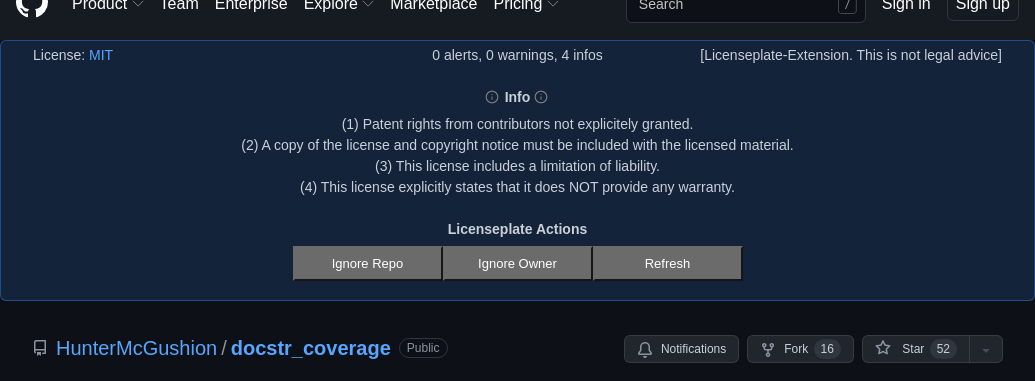 Product Team Enterprise Explore Marketplace Pricing Search / Sign in Sign up
License: MIT 0 alerts, 0 warnings, 4 infos [Licenseplate-Extension. This is not legal advice]
Info
(1) Patent rights from contributors not explicitely granted.
(2) A copy of the license and copyright notice must be included with the licensed material.
(3) This license includes a limitation of liability.
(4) This license explicitly states that it does NOT provide any warranty.
Licenseplate Actions
Ignore Repo Ignore Owner Refresh
HunterMcGushion / docstr_coverage Public Notifications Fork 16 Star 52